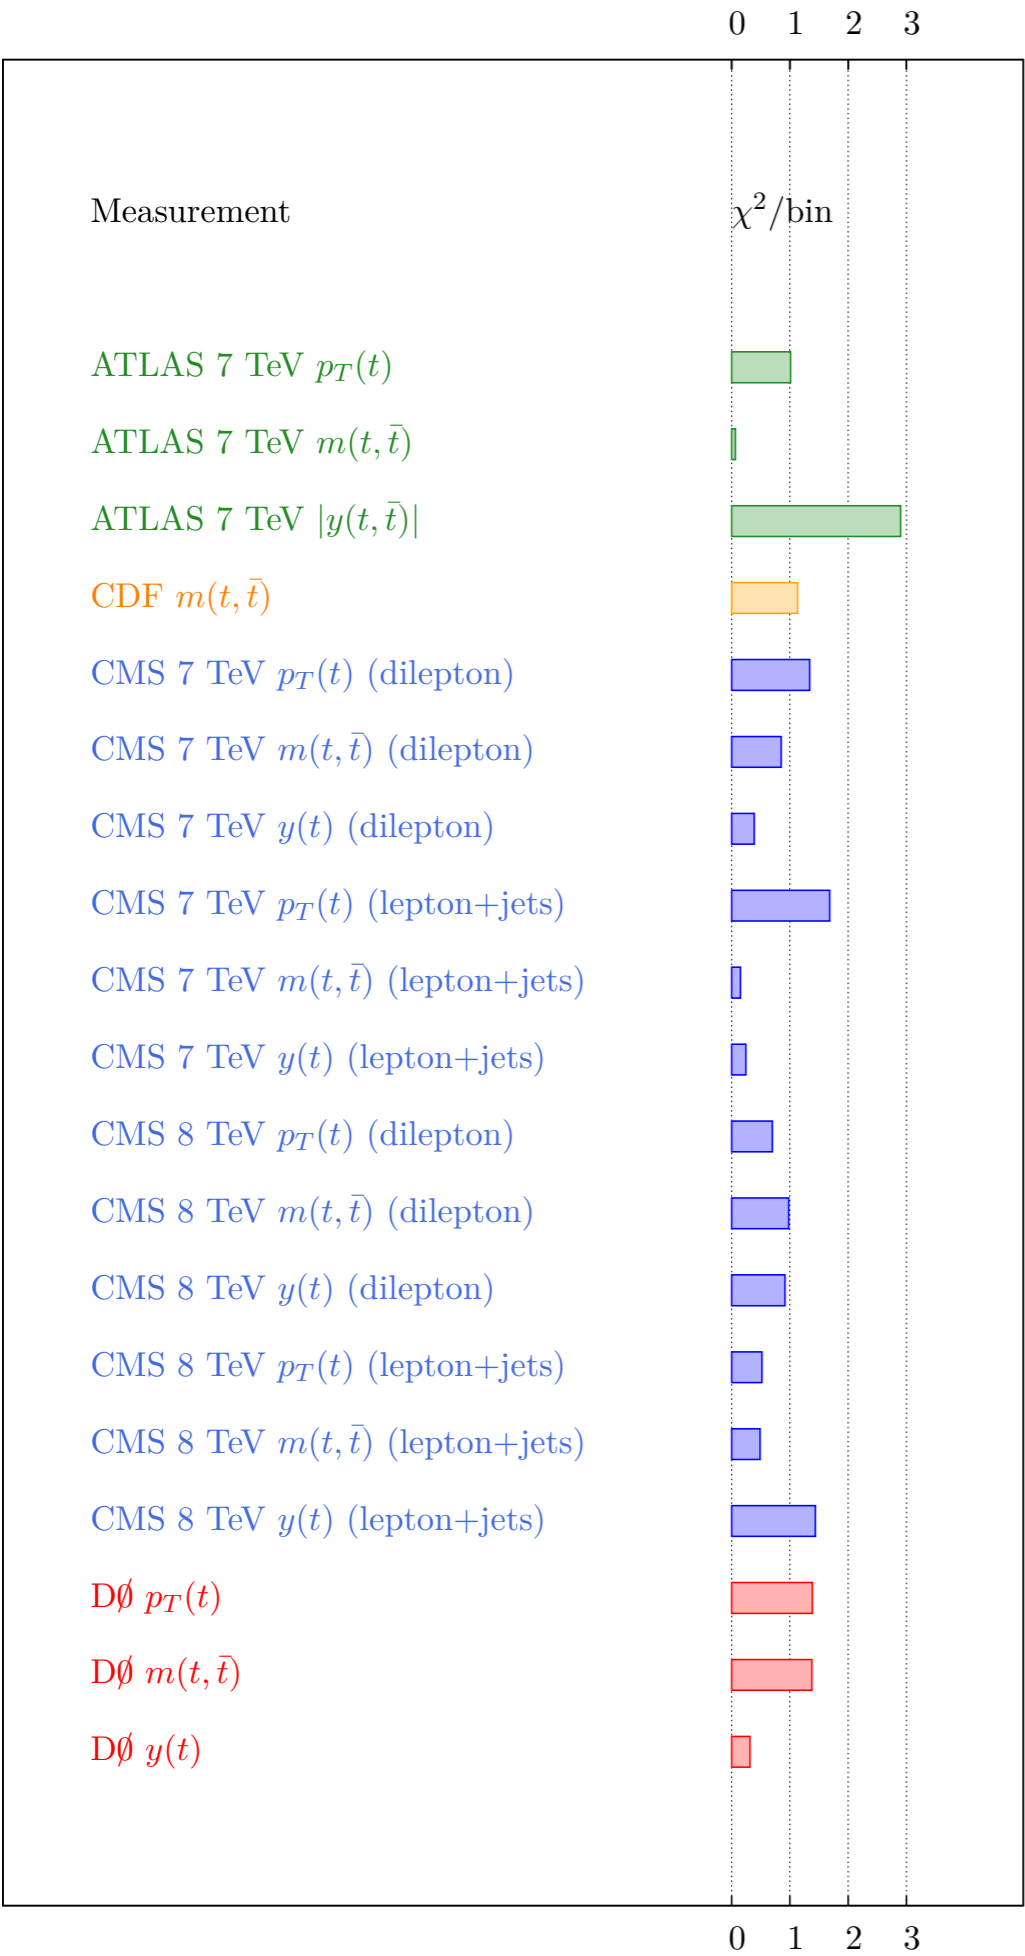 0 1 2 3
Measurement χ²/bin
ATLAS 7 TeV p_T(t)
ATLAS 7 TeV m(t, t̄)
ATLAS 7 TeV |y(t, t̄)|
CDF m(t, t̄)
CMS 7 TeV p_T(t) (dilepton)
CMS 7 TeV m(t, t̄) (dilepton)
CMS 7 TeV y(t) (dilepton)
CMS 7 TeV p_T(t) (lepton+jets)
CMS 7 TeV m(t, t̄) (lepton+jets)
CMS 7 TeV y(t) (lepton+jets)
CMS 8 TeV p_T(t) (dilepton)
CMS 8 TeV m(t, t̄) (dilepton)
CMS 8 TeV y(t) (dilepton)
CMS 8 TeV p_T(t) (lepton+jets)
CMS 8 TeV m(t, t̄) (lepton+jets)
CMS 8 TeV y(t) (lepton+jets)
D∅ p_T(t)
D∅ m(t, t̄)
D∅ y(t)
0 1 2 3